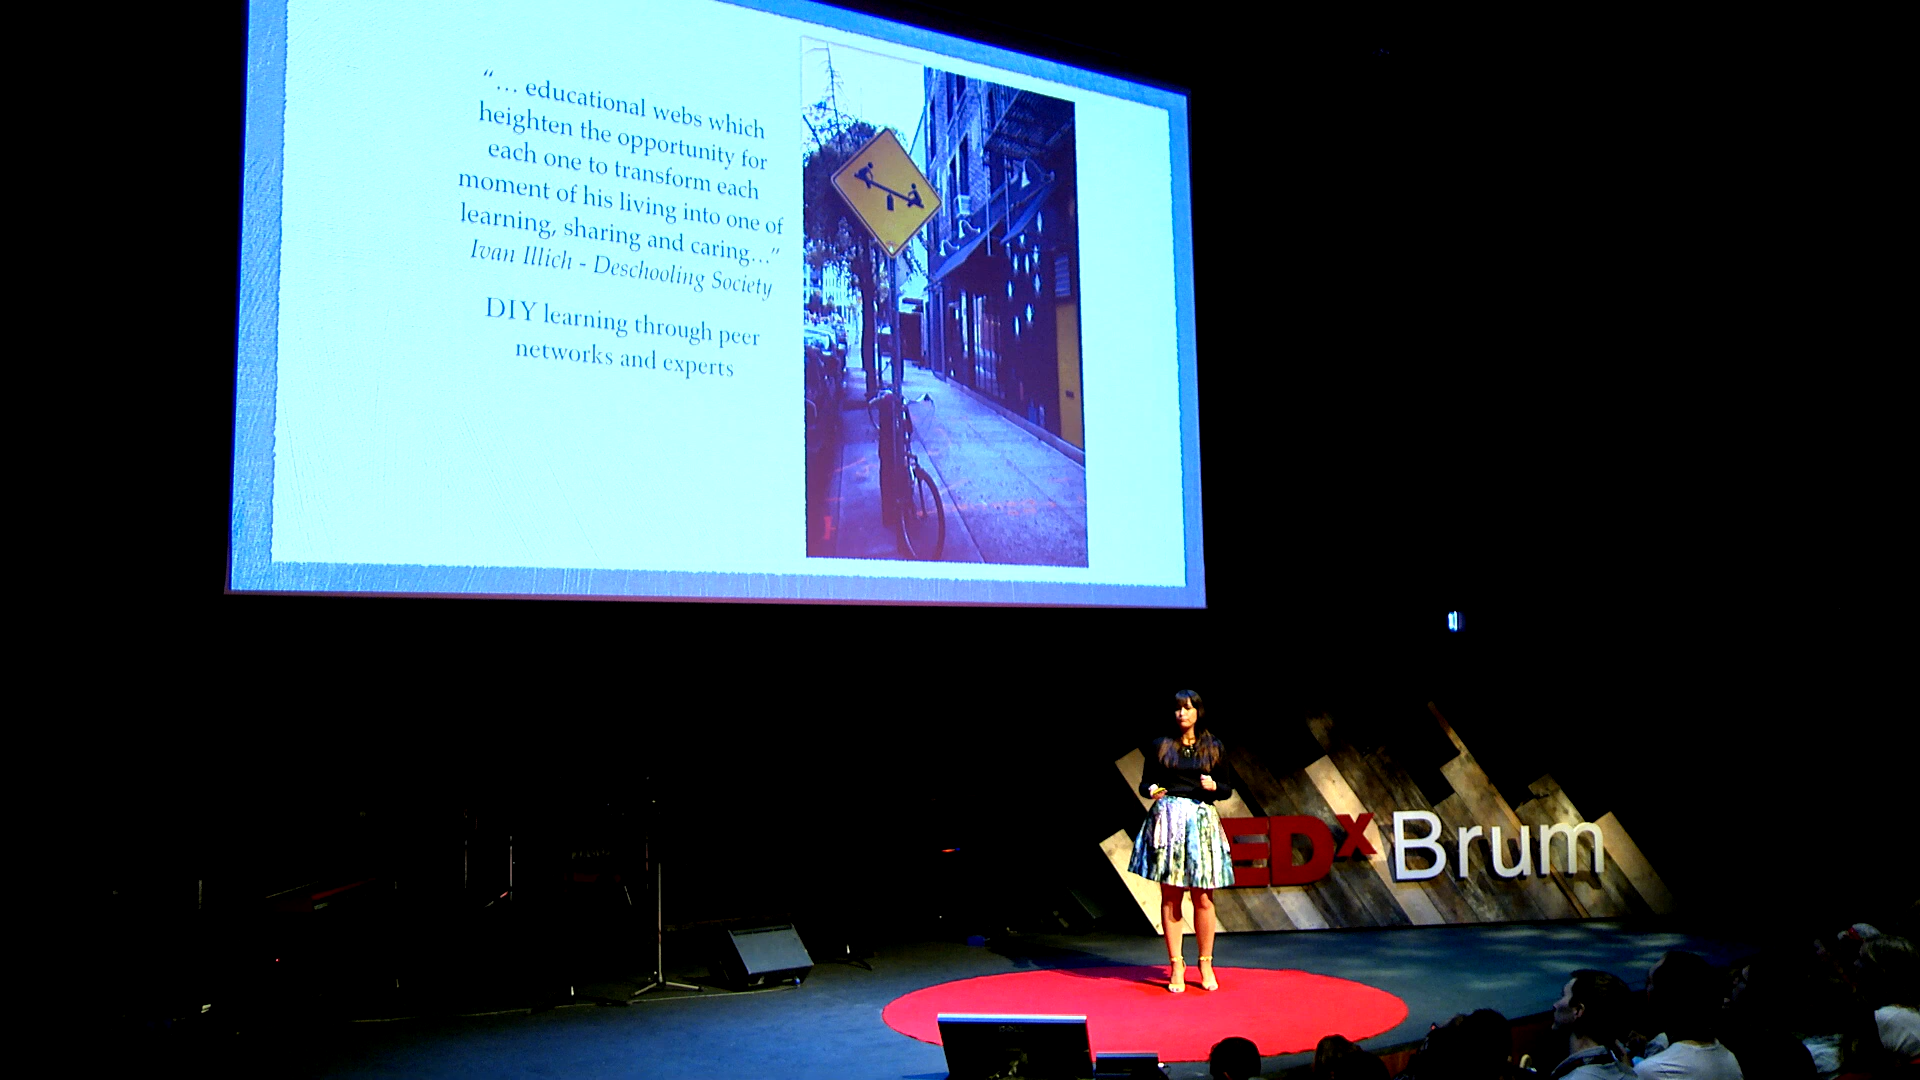 “... educational webs which
heighten the opportunity for
each one to transform each
moment of his living into one of
learning, sharing and caring...”
Ivan Illich - Deschooling Society
DIY learning through peer
networks and experts
EDx Brum